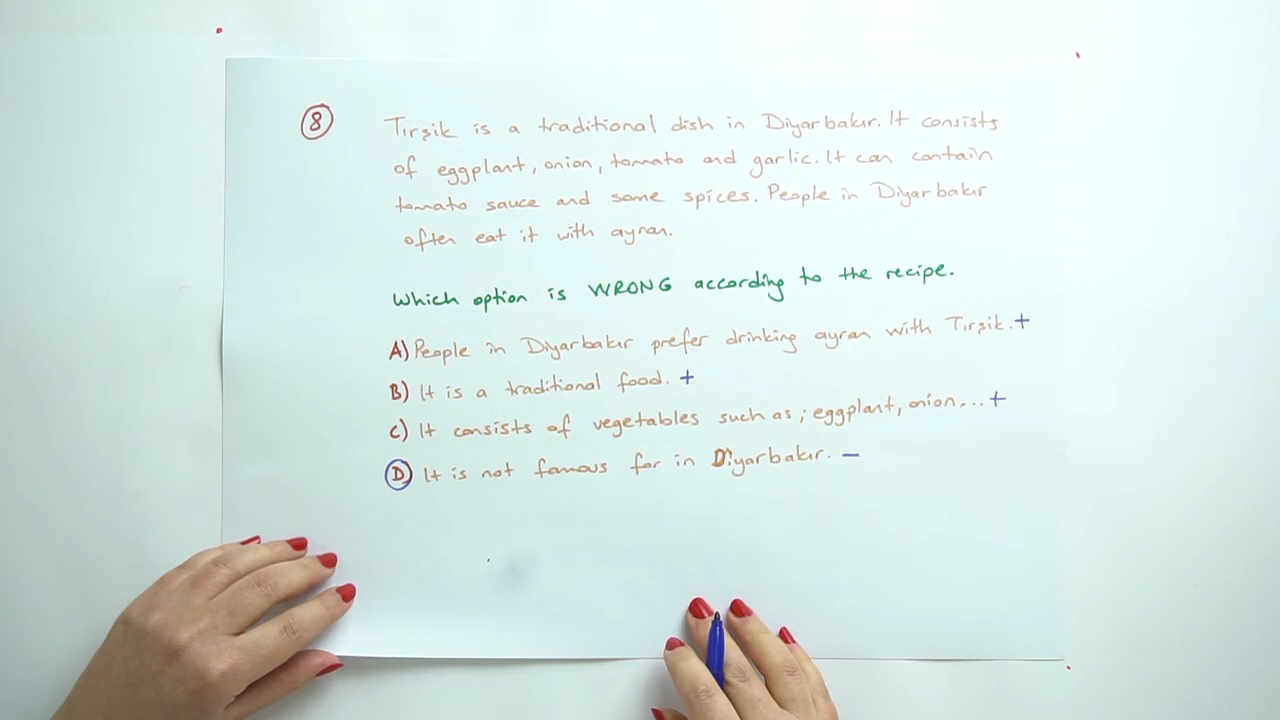 8
Tırşik is a traditional dish in Diyarbakır. It consists
of eggplant, onion, tomato and garlic. It can contain
tomato sauce and some spices. People in Diyarbakır
often eat it with ayran.
Which option is WRONG according to the recipe.
A) People in Diyarbakır prefer drinking ayran with Tırşik. +
B) It is a traditional food. +
C) It consists of vegetables such as; eggplant, onion... +
D) It is not famous for in Diyarbakır. –